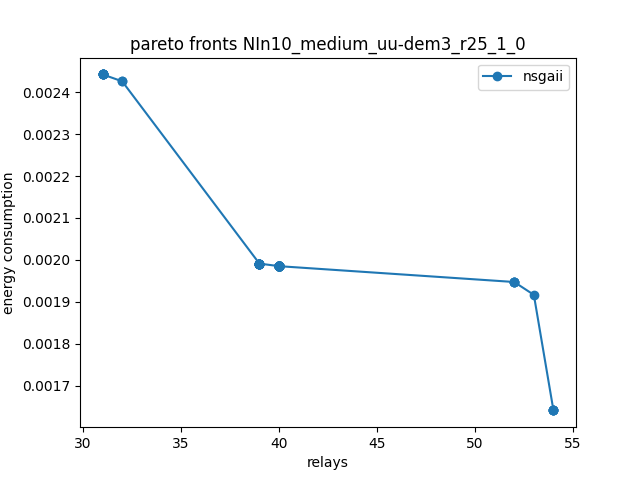 pareto fronts NIn10_medium_uu-dem3_r25_1_0
nsgaii
energy consumption
0.0024
0.0023
0.0022
0.0021
0.0020
0.0019
0.0018
0.0017
30 35 40 45 50 55
relays